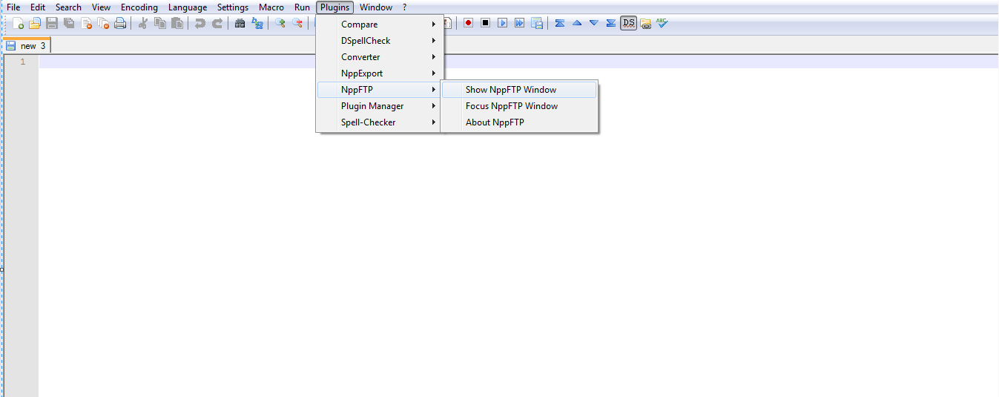 File Edit Search View Encoding Language Settings Macro Run Plugins Window ?
DS ABC
new 3
1
Compare
DSpellCheck
Converter
NppExport
NppFTP
Plugin Manager
Spell-Checker
Show NppFTP Window
Focus NppFTP Window
About NppFTP